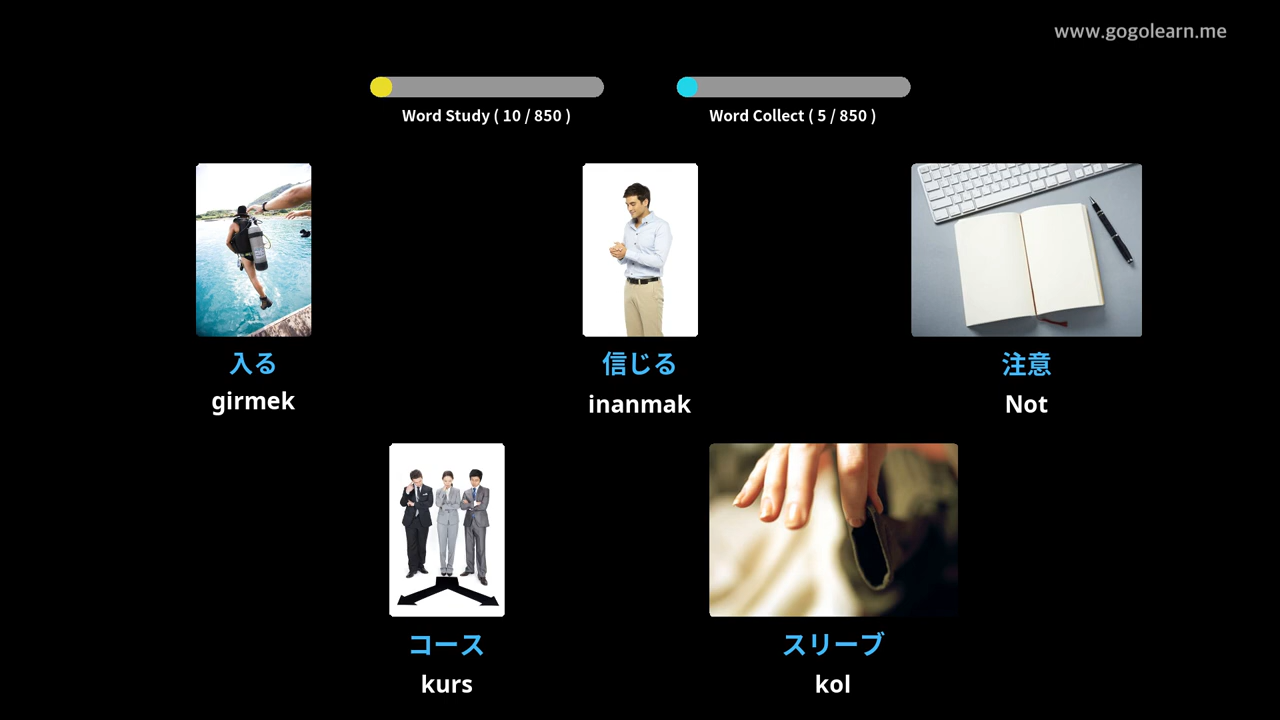 www.gogolearn.me
Word Study ( 10 / 850 )
Word Collect ( 5 / 850 )
入る
girmek
信じる
inanmak
注意
Not
コース
kurs
スリーブ
kol